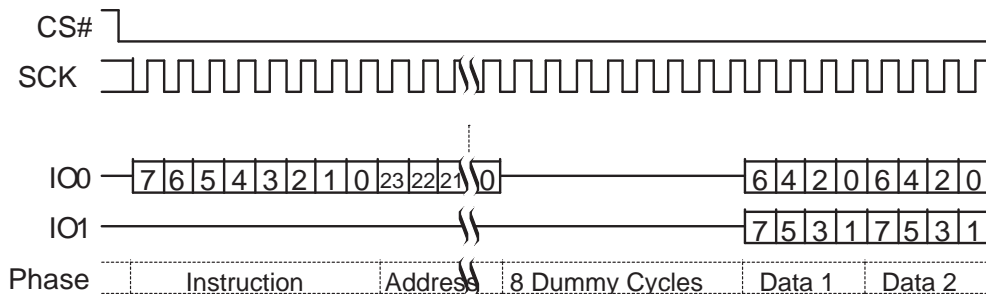 CS#
SCK
IO0 7 6 5 4 3 2 1 0 23 22 21 0 6 4 2 0 6 4 2 0
IO1 7 5 3 1 7 5 3 1
Phase Instruction Address 8 Dummy Cycles Data 1 Data 2